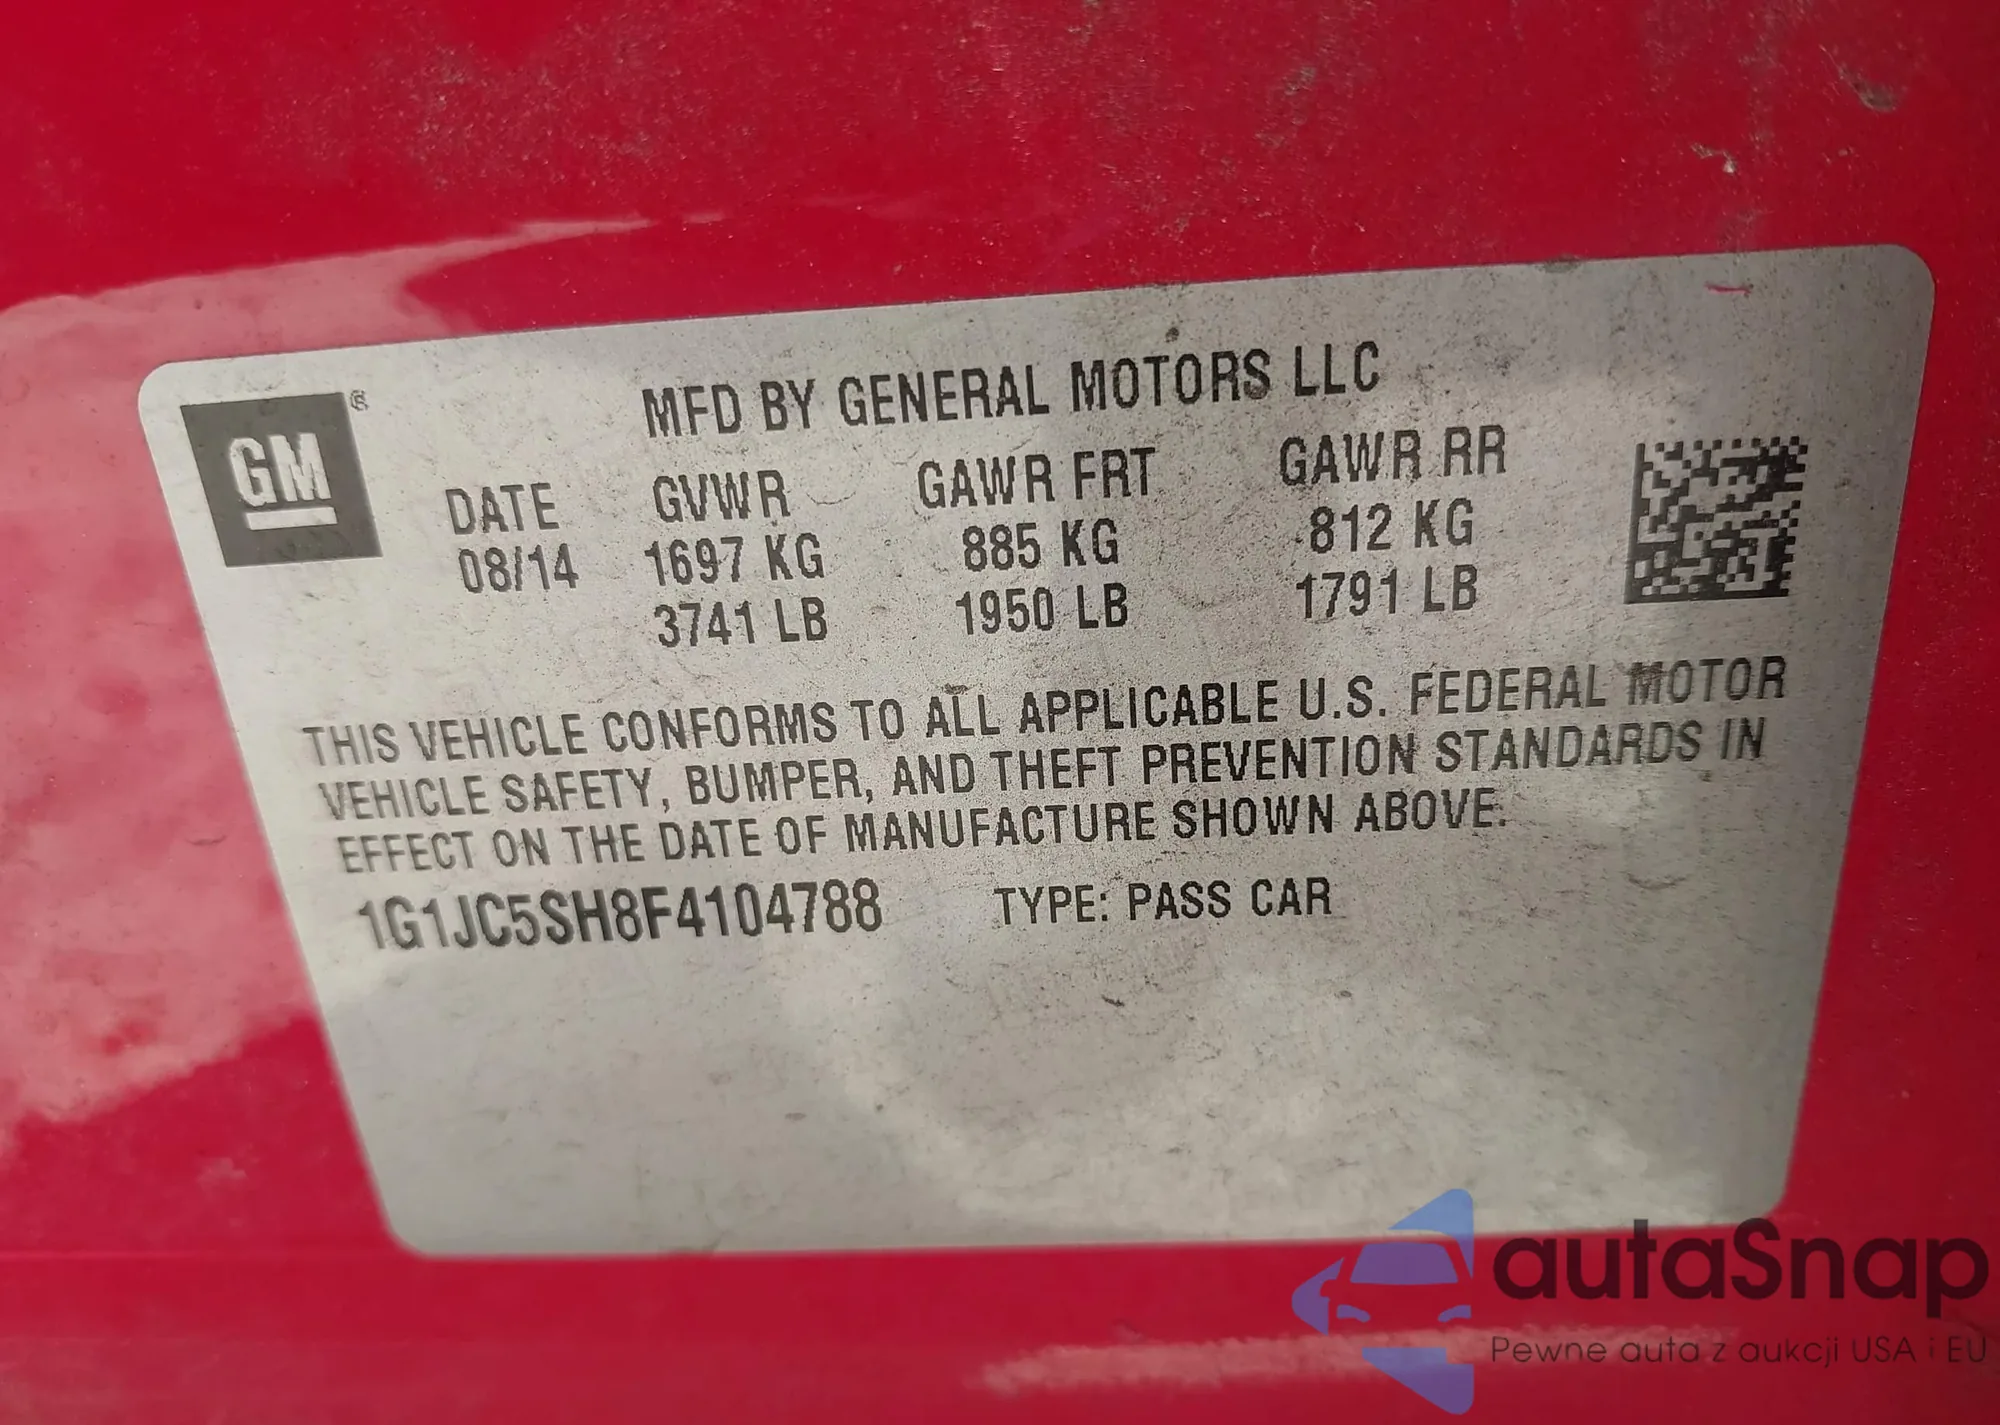 GM ®
MFD BY GENERAL MOTORS LLC
DATE GVWR GAWR FRT GAWR RR
08/14 1697 KG 885 KG 812 KG
3741 LB 1950 LB 1791 LB
THIS VEHICLE CONFORMS TO ALL APPLICABLE U.S. FEDERAL MOTOR
VEHICLE SAFETY, BUMPER, AND THEFT PREVENTION STANDARDS IN
EFFECT ON THE DATE OF MANUFACTURE SHOWN ABOVE.
1G1JC5SH8F4104788 TYPE: PASS CAR
autaSnap
Pewne auta z aukcji USA i EU